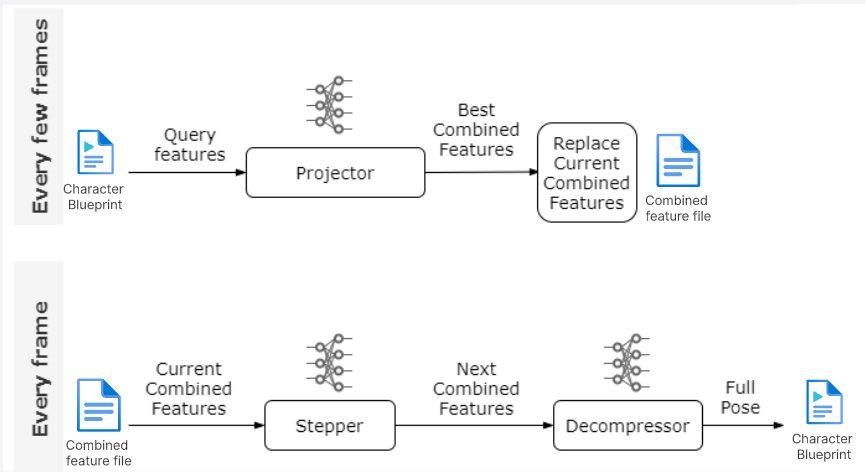 Every few frames
Character
Blueprint
Query
features
Projector
Best
Combined
Features
Replace
Current
Combined
Features
Combined
feature file
Every frame
Combined
feature file
Current
Combined
Features
Stepper
Next
Combined
Features
Decompressor
Full
Pose
Character
Blueprint